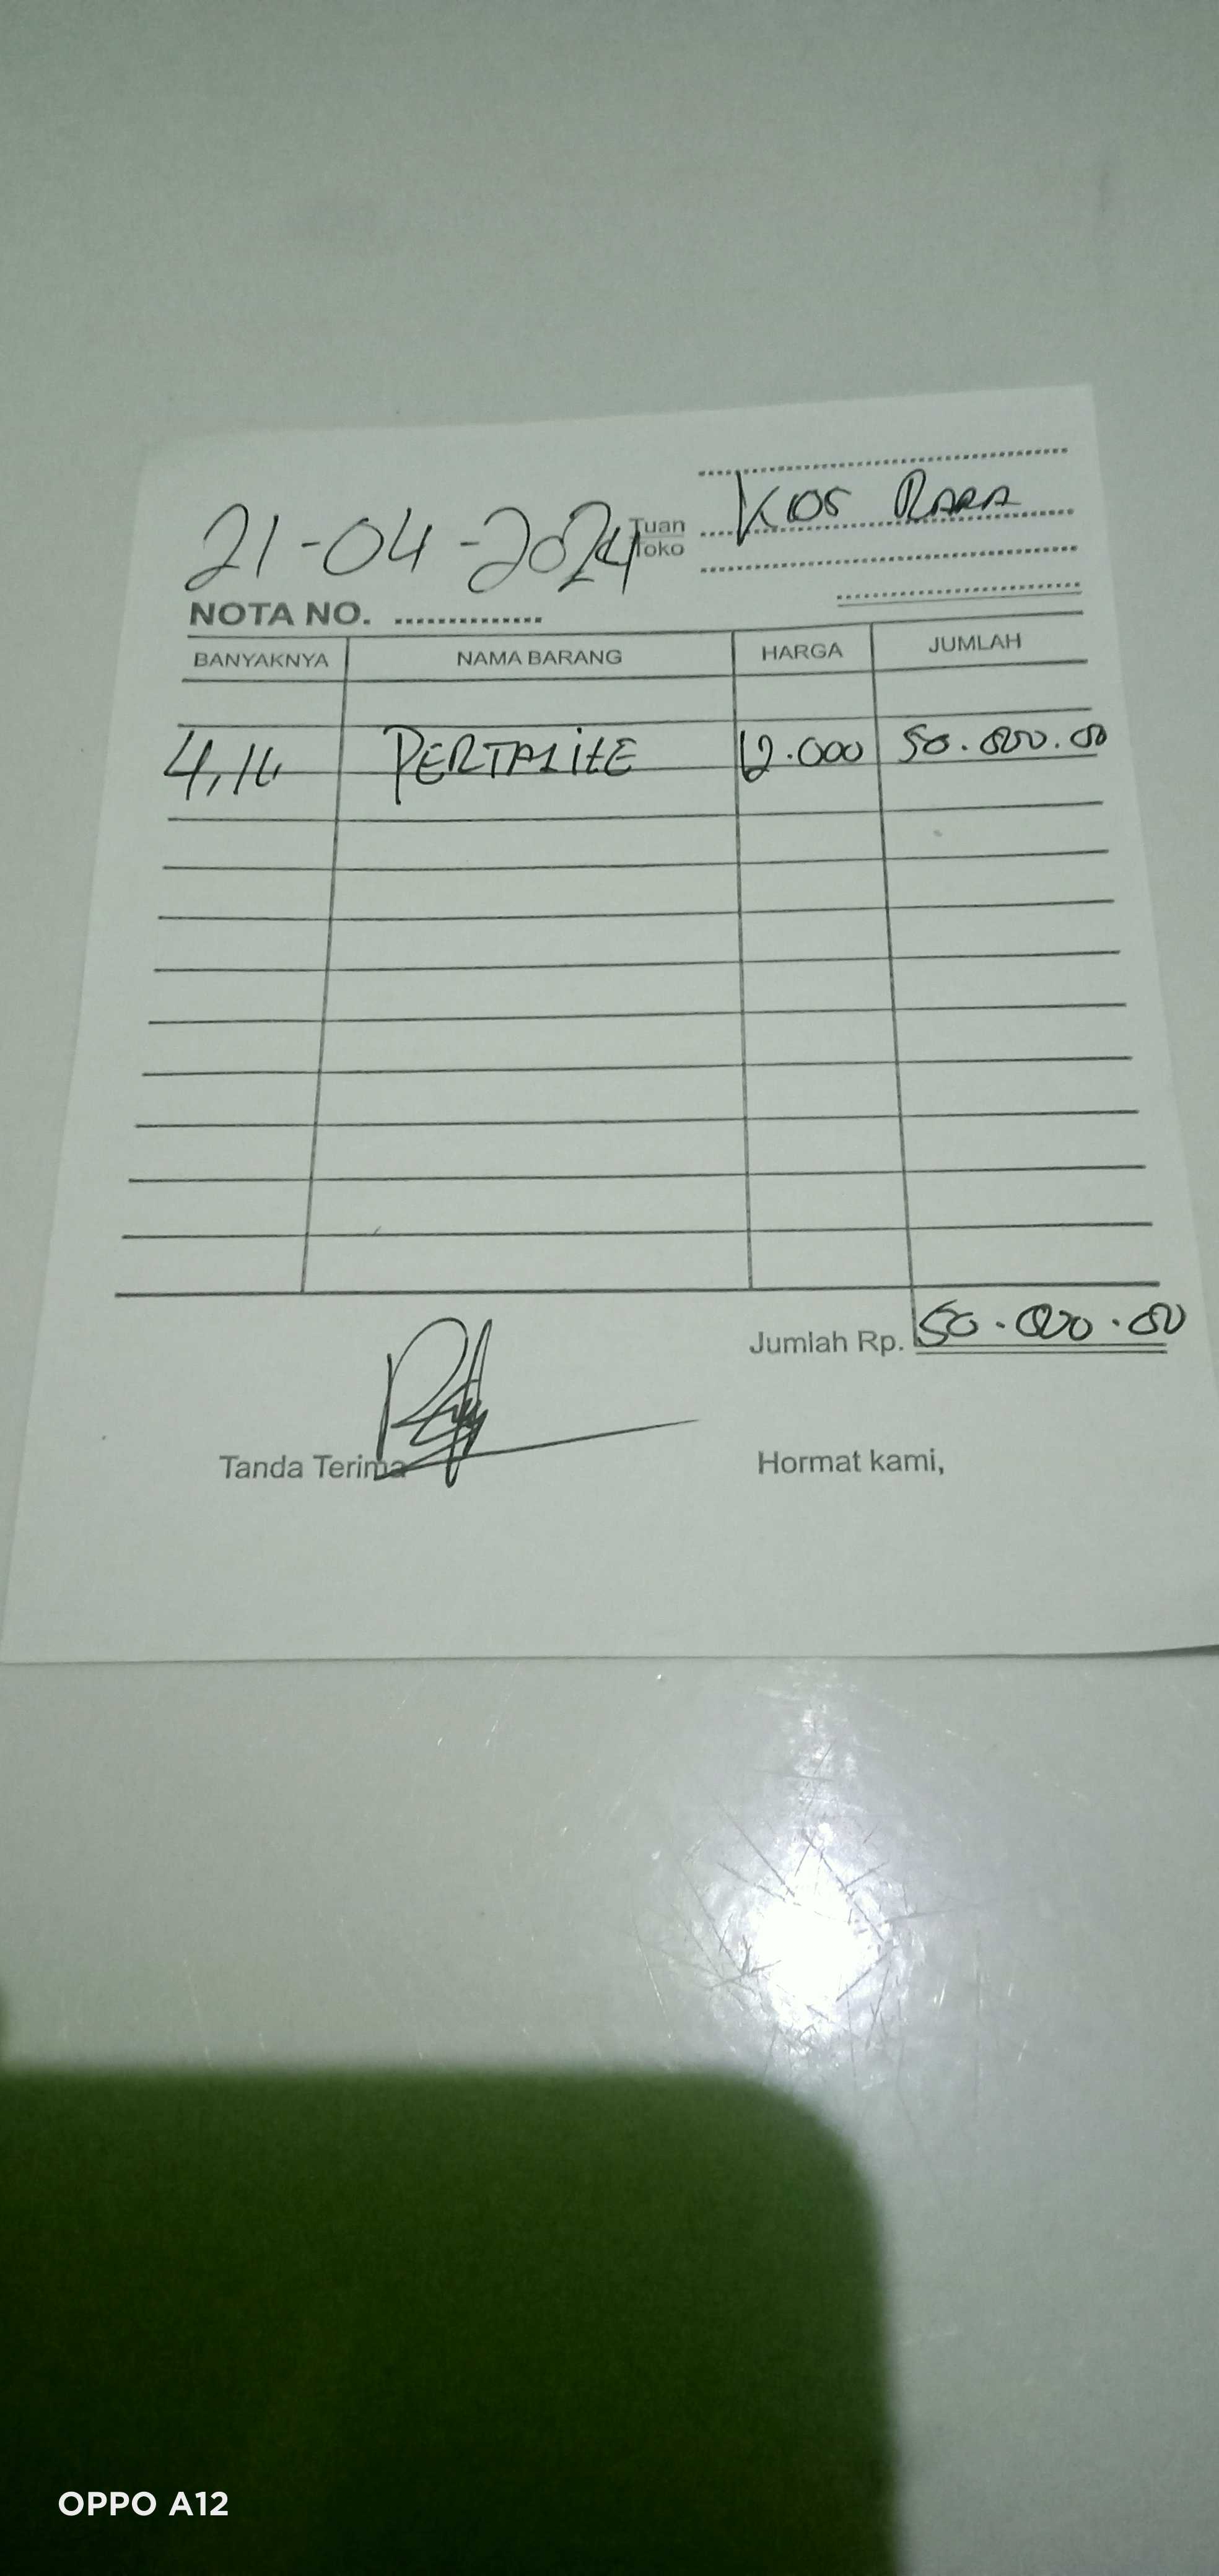 KIOS RARA
21-04-2024 Tuan
Toko
NOTA NO. ..............
BANYAKNYA NAMA BARANG HARGA JUMLAH
4,16 PERTALITE 12.000 50.000.00
Jumlah Rp. 50.000.00
Tanda Terima Hormat kami,
OPPO A12